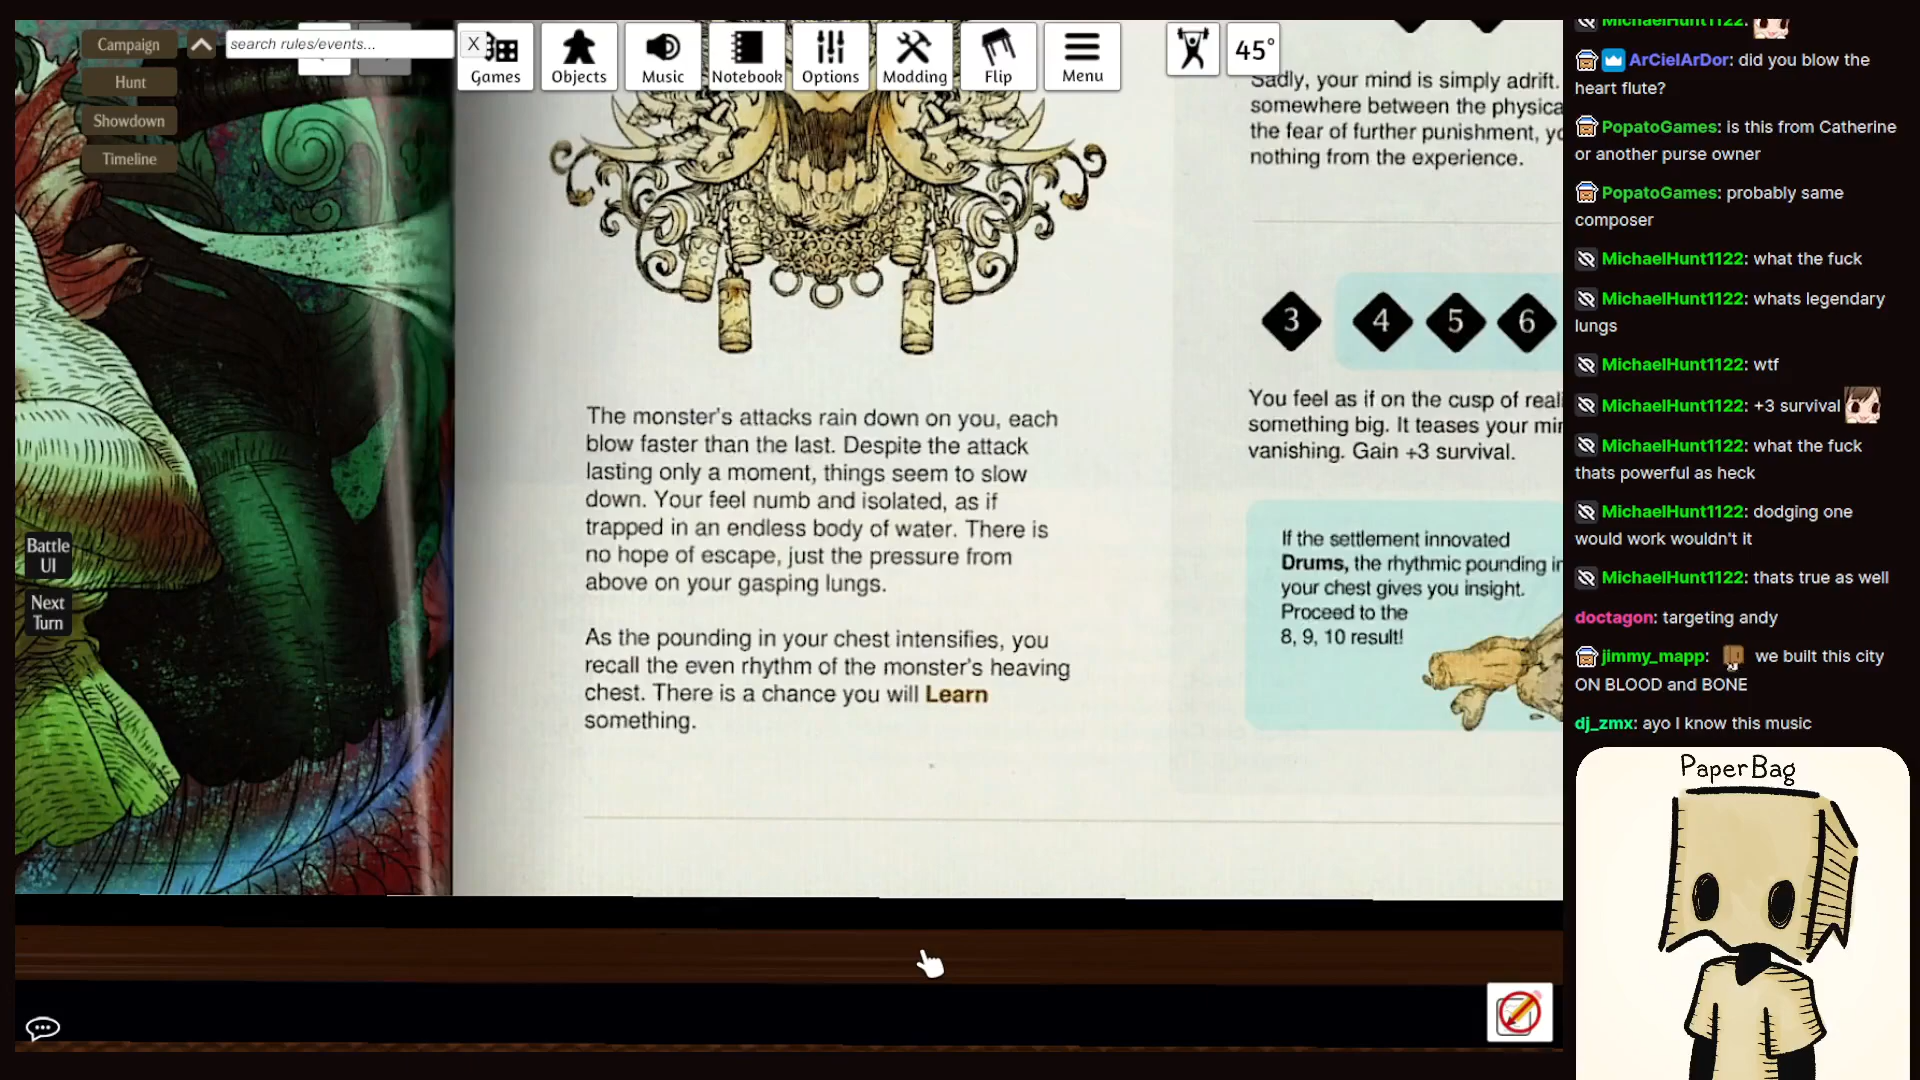 Campaign
search rules/events...
X
Games
Objects
Music
Notebook
Options
Modding
Flip
Menu
45°
Hunt
Showdown
Timeline
Battle
UI
Next
Turn
The monster's attacks rain down on you, each
blow faster than the last. Despite the attack
lasting only a moment, things seem to slow
down. Your feel numb and isolated, as if
trapped in an endless body of water. There is
no hope of escape, just the pressure from
above on your gasping lungs.
As the pounding in your chest intensifies, you
recall the even rhythm of the monster's heaving
chest. There is a chance you will Learn
something.
Sadly, your mind is simply adrift.
somewhere between the physica
the fear of further punishment, yo
nothing from the experience.
3 4 5 6
You feel as if on the cusp of real
something big. It teases your mi
vanishing. Gain +3 survival.
If the settlement innovated
Drums, the rhythmic pounding in
your chest gives you insight.
Proceed to the
8, 9, 10 result!
MichaelHunt1122:
ArCielArDor: did you blow the
heart flute?
PopatoGames: is this from Catherine
or another purse owner
PopatoGames: probably same
composer
MichaelHunt1122: what the fuck
MichaelHunt1122: whats legendary
lungs
MichaelHunt1122: wtf
MichaelHunt1122: +3 survival
MichaelHunt1122: what the fuck
thats powerful as heck
MichaelHunt1122: dodging one
would work wouldn't it
MichaelHunt1122: thats true as well
doctagon: targeting andy
jimmy_mapp: we built this city
ON BLOOD and BONE
dj_zmx: ayo I know this music
PaperBag